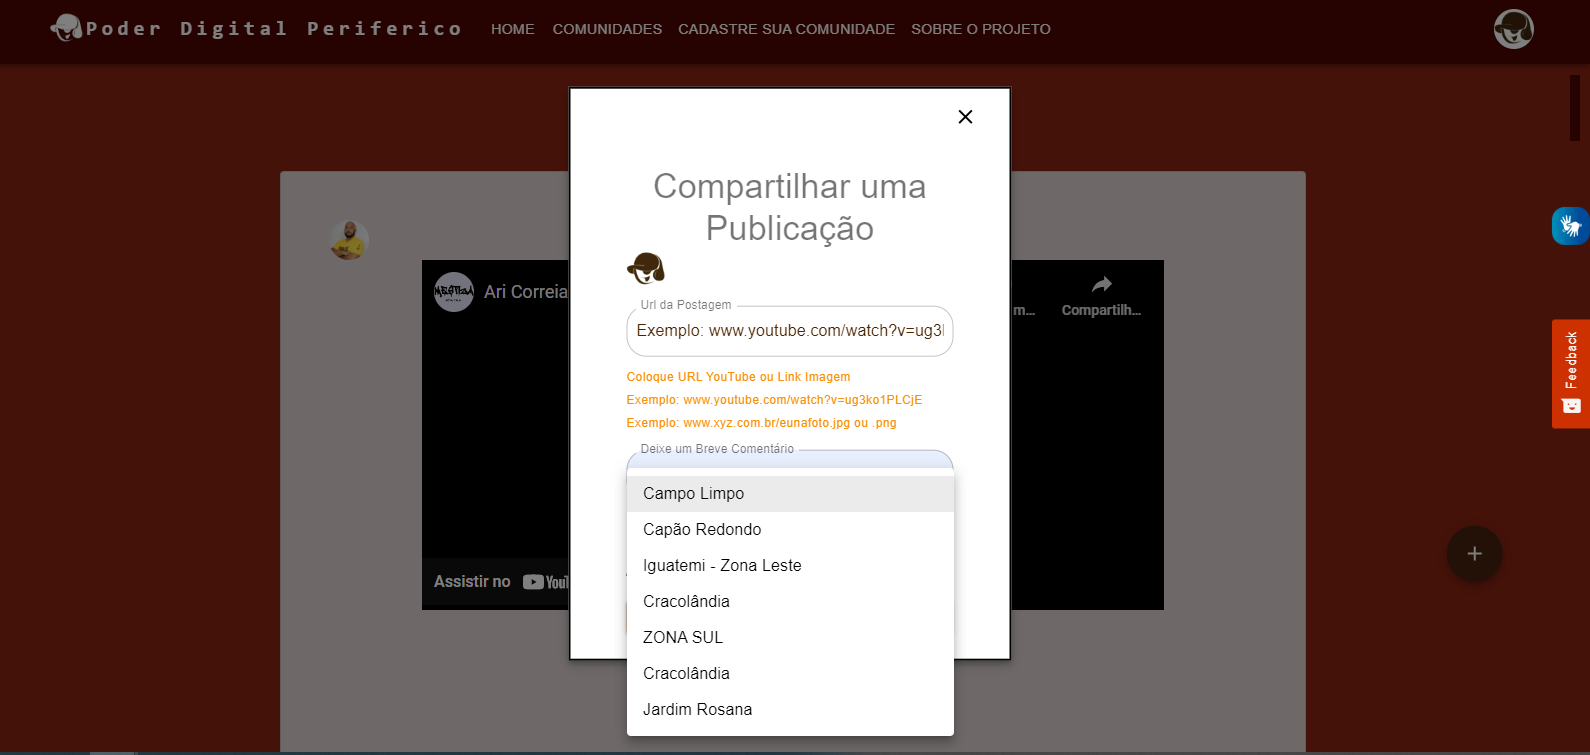 Poder Digital Periferico
HOME
COMUNIDADES
CADASTRE SUA COMUNIDADE
SOBRE O PROJETO
Compartilhar uma
Publicação
Ari Correia
m...
Compartilh...
Url da Postagem
Exemplo: www.youtube.com/watch?v=ug3
Coloque URL YouTube ou Link Imagem
Exemplo: www.youtube.com/watch?v=ug3ko1PLCjE
Exemplo: www.xyz.com.br/eunafoto.jpg ou .png
Feedback
Deixe um Breve Comentário
Campo Limpo
Capão Redondo
Iguatemi - Zona Leste
Assistir no YouT
Cracolândia
ZONA SUL
Cracolândia
Jardim Rosana